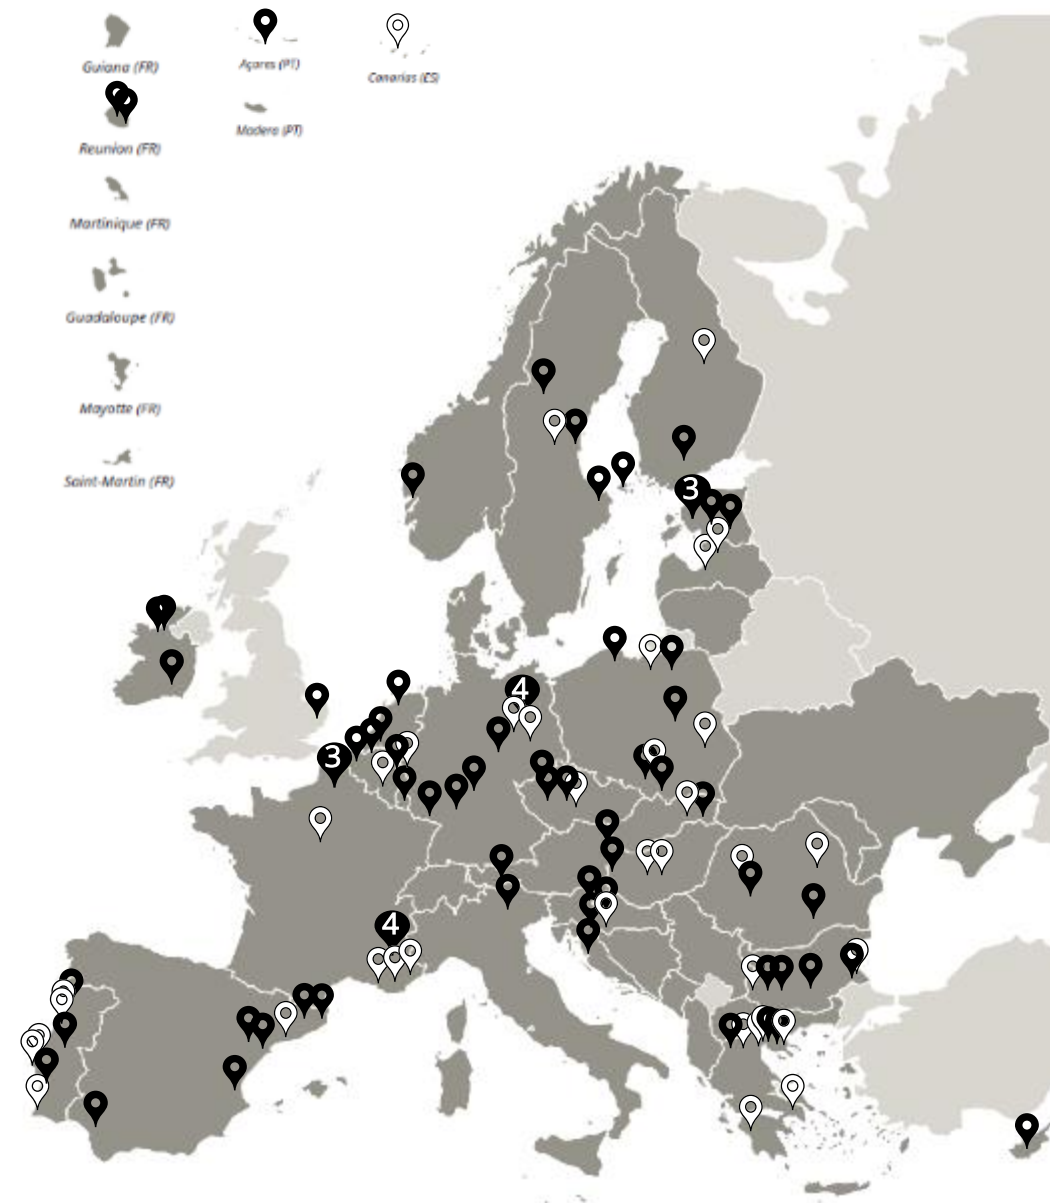 Guiana (FR)
Açores (PT)
Canarias (ES)
Reunion (FR)
Madera (PT)
Martinique (FR)
Guadaloupe (FR)
Mayotte (FR)
Saint-Martin (FR)
3
4
3
4